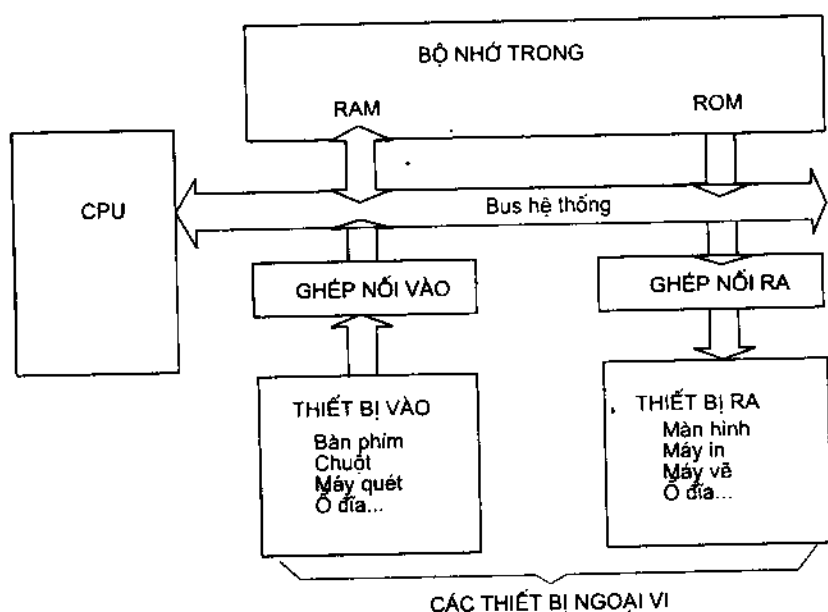 BỘ NHỚ TRONG
RAM
ROM
CPU
Bus hệ thống
GHÉP NỐI VÀO
GHÉP NỐI RA
THIẾT BỊ VÀO
Bàn phím
Chuột
Máy quét
Ổ đĩa...
THIẾT BỊ RA
Màn hình
Máy in
Máy vẽ
Ổ đĩa...
CÁC THIẾT BỊ NGOẠI VI